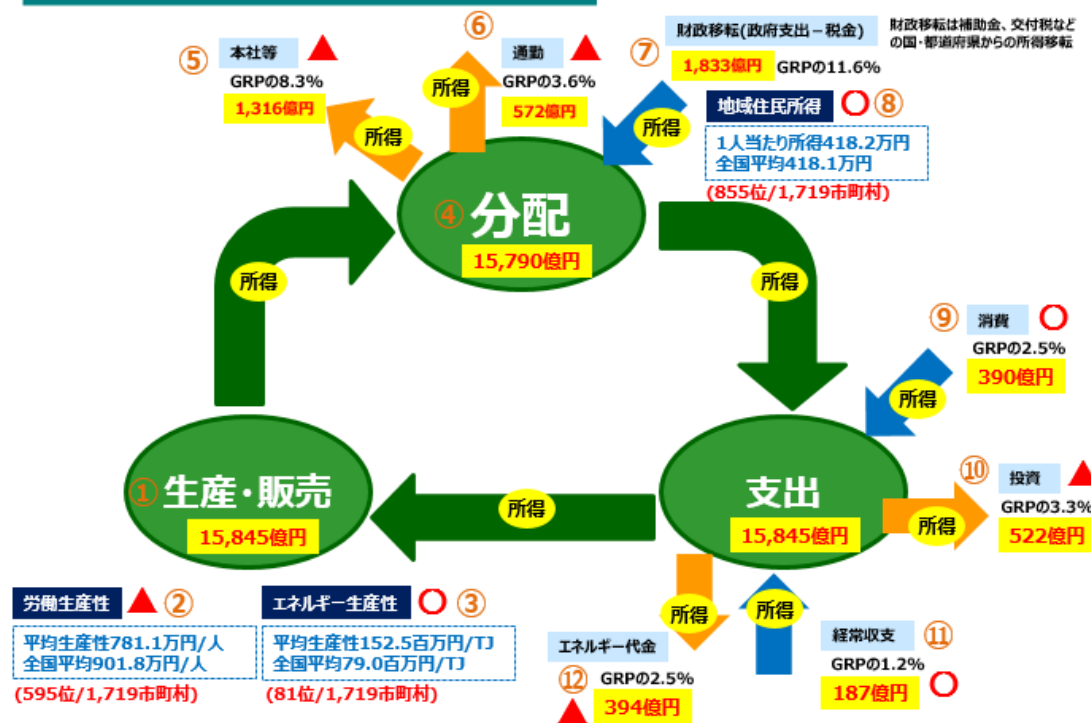 ⑤
本社等 ▲
GRPの8.3%
1,316億円
所得
⑥
通勤 ▲
GRPの3.6%
572億円
所得
⑦
財政移転(政府支出－税金)
1,833億円 GRPの11.6%
所得
財政移転は補助金、交付税など
の国・都道府県からの所得移転
地域住民所得 ○ ⑧
1人当たり所得418.2万円
全国平均418.1万円
(855位/1,719市町村)
④ 分配
15,790億円
所得
所得
⑨
消費 ○
GRPの2.5%
390億円
所得
① 生産・販売
15,845億円
所得
支出
15,845億円
⑩
投資 ▲
GRPの3.3%
522億円
所得
労働生産性 ▲ ②
平均生産性781.1万円/人
全国平均901.8万円/人
(595位/1,719市町村)
エネルギー生産性 ○ ③
平均生産性152.5百万円/TJ
全国平均79.0百万円/TJ
(81位/1,719市町村)
所得
エネルギー代金
⑫ GRPの2.5%
▲ 394億円
所得
経常収支 ⑪
GRPの1.2%
187億円 ○